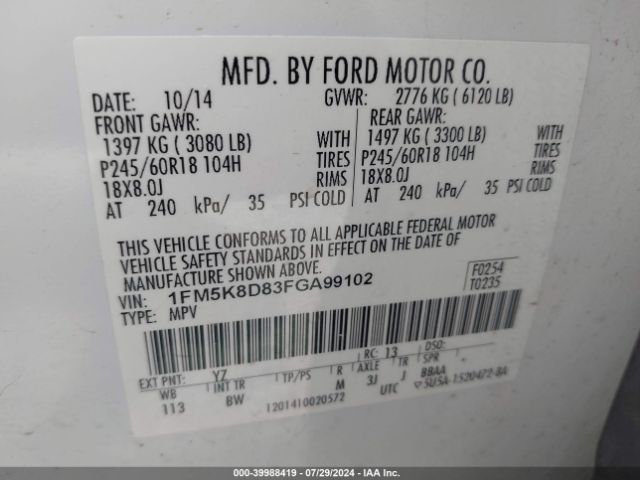 MFD. BY FORD MOTOR CO.
DATE: 10/14 GVWR: 2776 KG ( 6120 LB)
FRONT GAWR: REAR GAWR:
1397 KG ( 3080 LB) WITH 1497 KG ( 3300 LB) WITH
P245/60R18 104H TIRES P245/60R18 104H TIRES
18X8.0J RIMS 18X8.0J RIMS
AT 240 kPa/ 35 PSI COLD AT 240 kPa/ 35 PSI COLD
THIS VEHICLE CONFORMS TO ALL APPLICABLE FEDERAL MOTOR
VEHICLE SAFETY STANDARDS IN EFFECT ON THE DATE OF
MANUFACTURE SHOWN ABOVE.
VIN: 1FM5K8D83FGA99102 F0254
TYPE: MPV T0235
EXT PNT: YZ RC: 13 DSO:
WB INT TR TP/PS R AXLE TR SPR
113 BW M 3J J BBAA
1201410020572 UTC 5U5A-1520472-BA
000-39988419 - 07/29/2024 - IAA Inc.